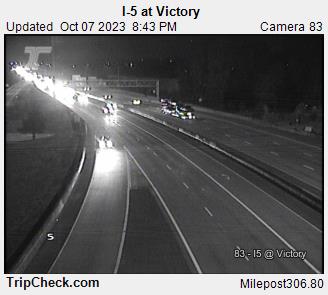 I-5 at Victory
Updated Oct 07 2023 8:43 PM Camera 83
S
83 - I5 @ Victory
TripCheck.com Milepost306.80